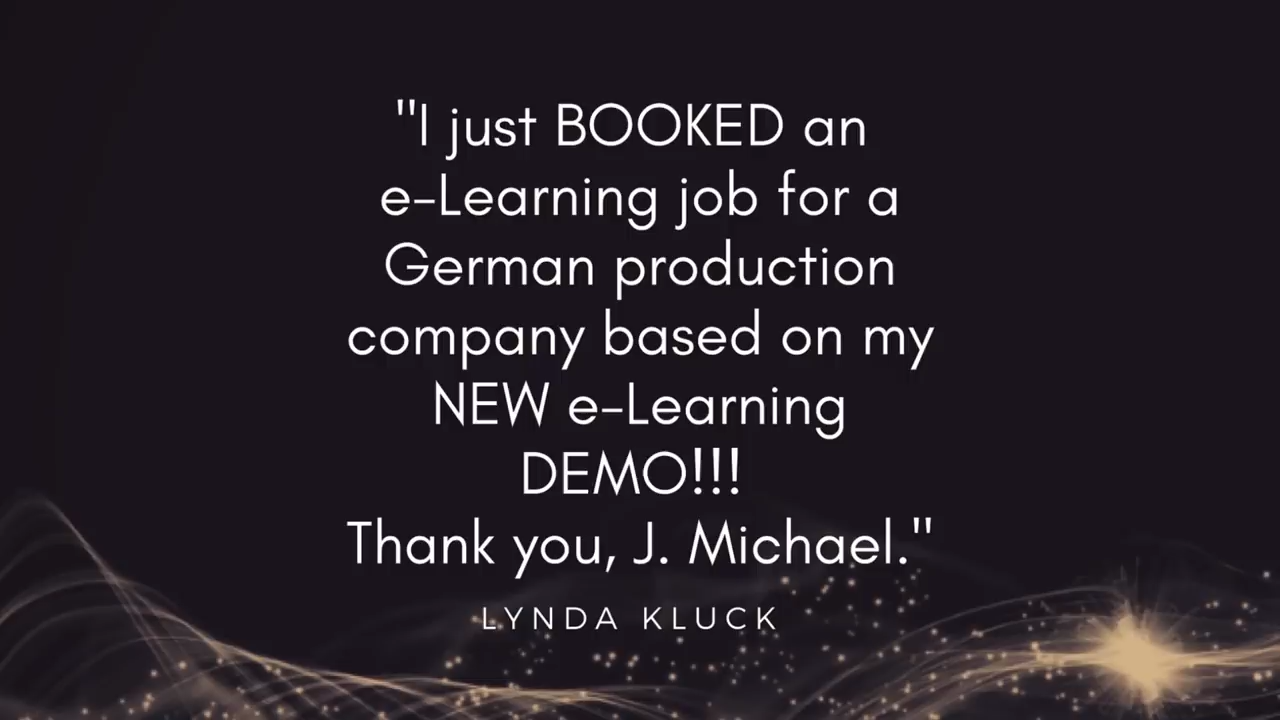 "I just BOOKED an
e-Learning job for a
German production
company based on my
NEW e-Learning
DEMO!!!
Thank you, J. Michael."
LYNDA KLUCK